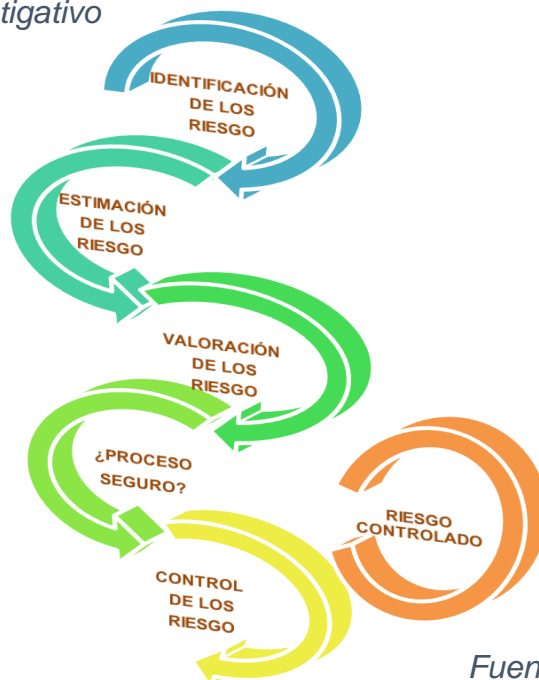 tigativo
IDENTIFICACIÓN
DE LOS
RIESGO
ESTIMACIÓN
DE LOS
RIESGO
VALORACIÓN
DE LOS
RIESGO
¿PROCESO
SEGURO?
RIESGO
CONTROLADO
CONTROL
DE LOS
RIESGO
Fuen